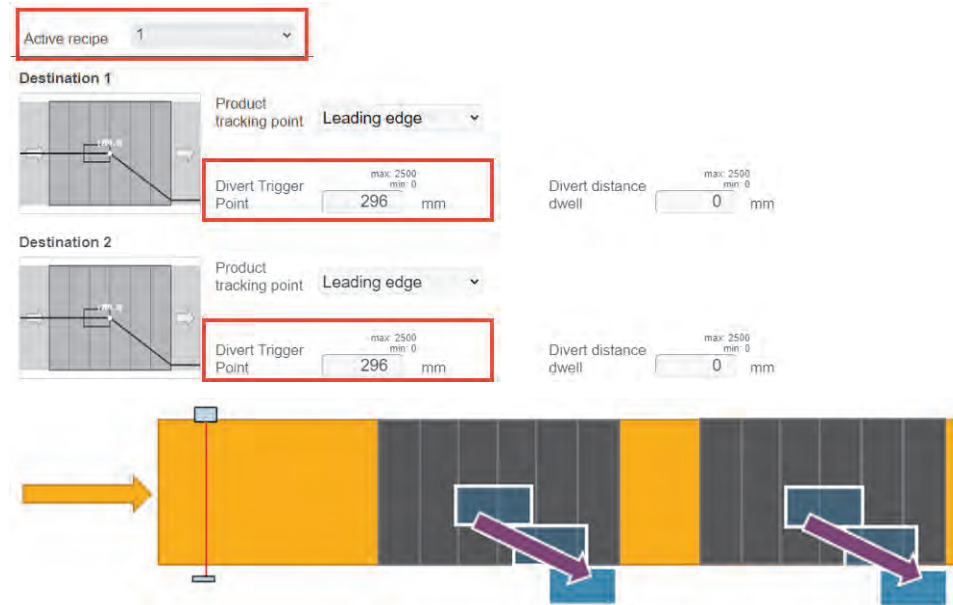 Active recipe 1
Destination 1
Product
tracking point Leading edge
max: 2500
min: 0
Divert Trigger
Point 296 mm
max: 2500
min: 0
Divert distance
dwell 0 mm
Destination 2
Product
tracking point Leading edge
max: 2500
min: 0
Divert Trigger
Point 296 mm
max: 2500
min: 0
Divert distance
dwell 0 mm